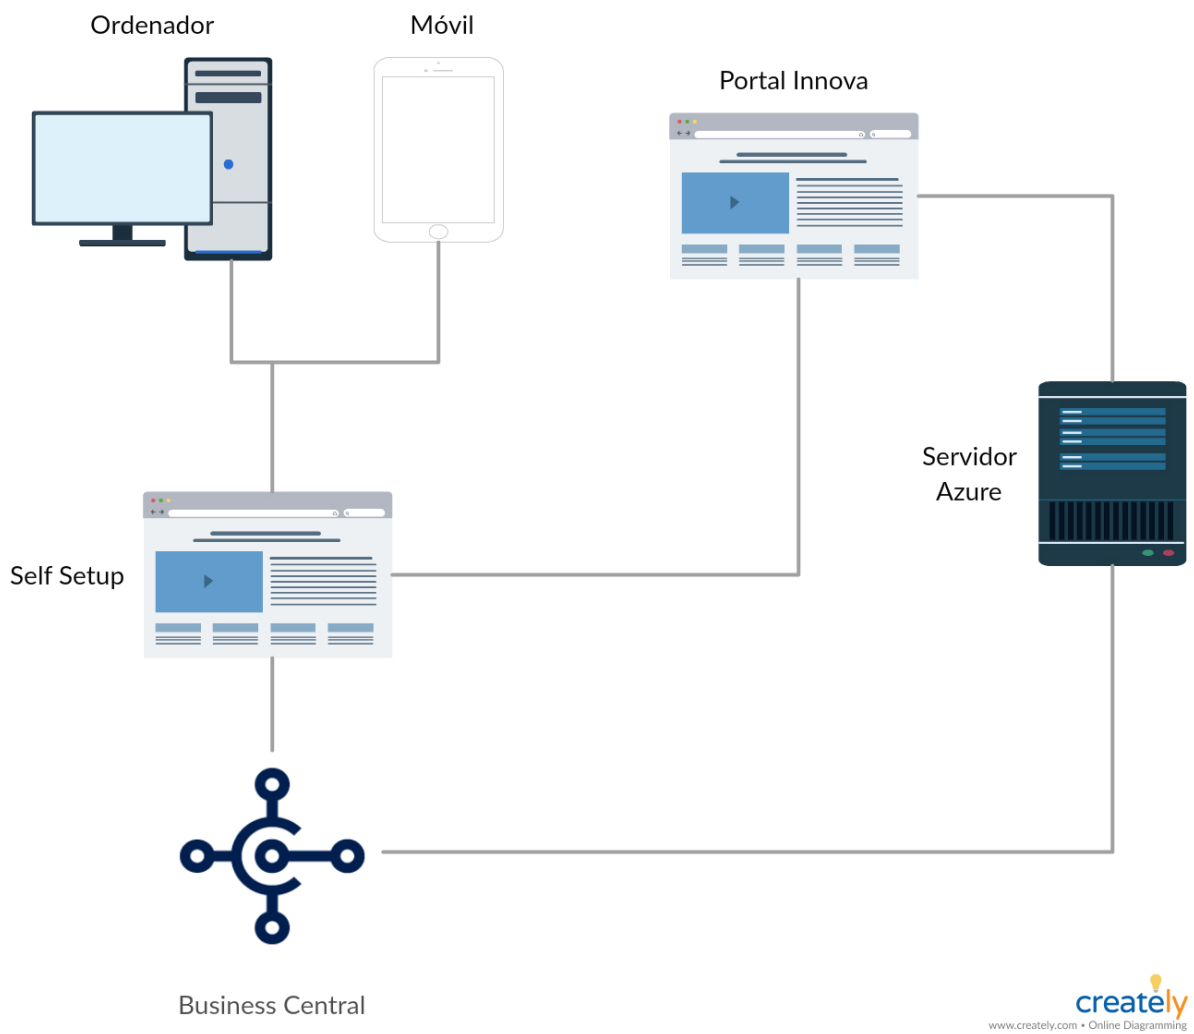 Ordenador
Móvil
Portal Innova
Servidor
Azure
Self Setup
Business Central
creately
www.creately.com • Online Diagramming